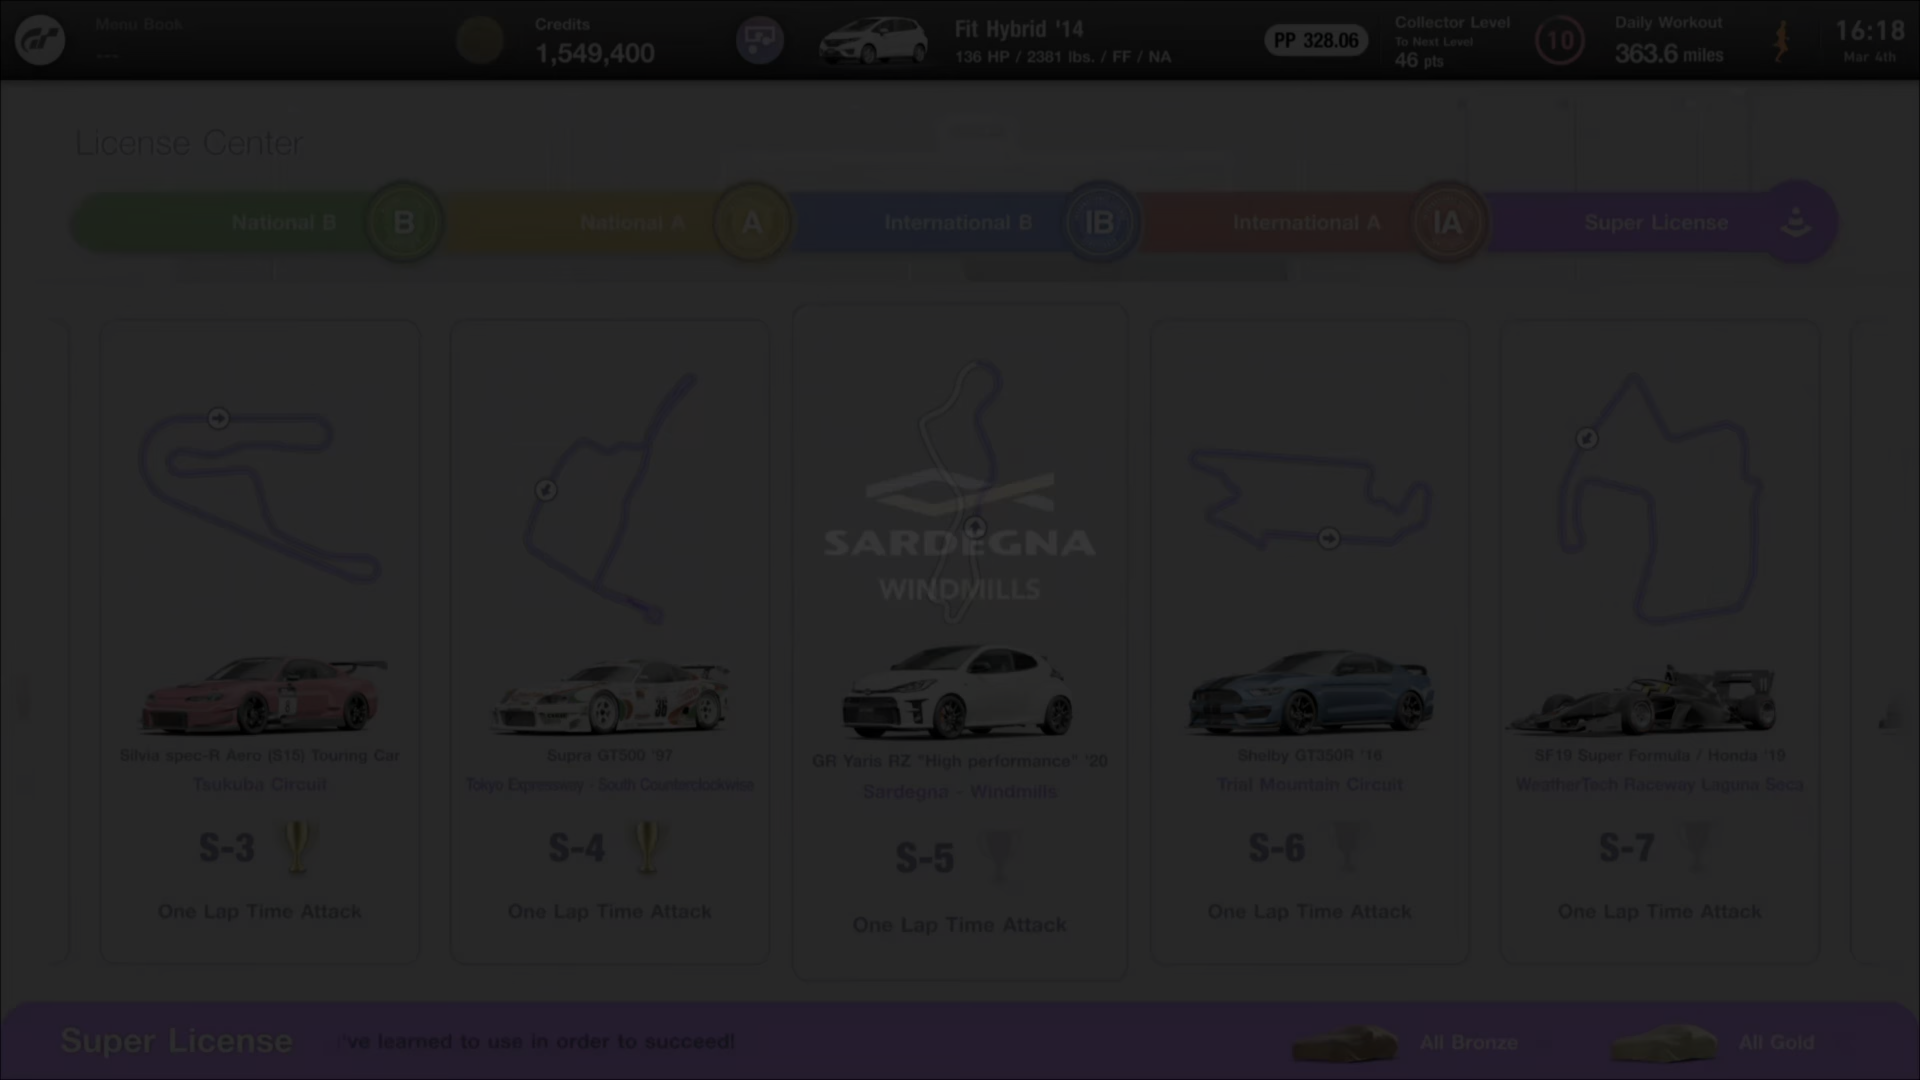 Menu Book
---
Credits
1,549,400
Fit Hybrid '14
136 HP / 2381 lbs. / FF / NA
PP 328.06
Collector Level
To Next Level
46 pts
10
Daily Workout
363.6 miles
16:18
Mar 4th
License Center
National B
B
National A
A
International B
IB
International A
IA
Super License
SARDEGNA
WINDMILLS
Silvia spec-R Aero (S15) Touring Car
Tsukuba Circuit
S-3
One Lap Time Attack
Supra GT500 '97
Tokyo Expressway - South Counterclockwise
S-4
One Lap Time Attack
GR Yaris RZ "High performance" '20
Sardegna - Windmills
S-5
One Lap Time Attack
Shelby GT350R '16
Trial Mountain Circuit
S-6
One Lap Time Attack
SF19 Super Formula / Honda '19
WeatherTech Raceway Laguna Seca
S-7
One Lap Time Attack
Super License
I've learned to use in order to succeed!
All Bronze
All Gold